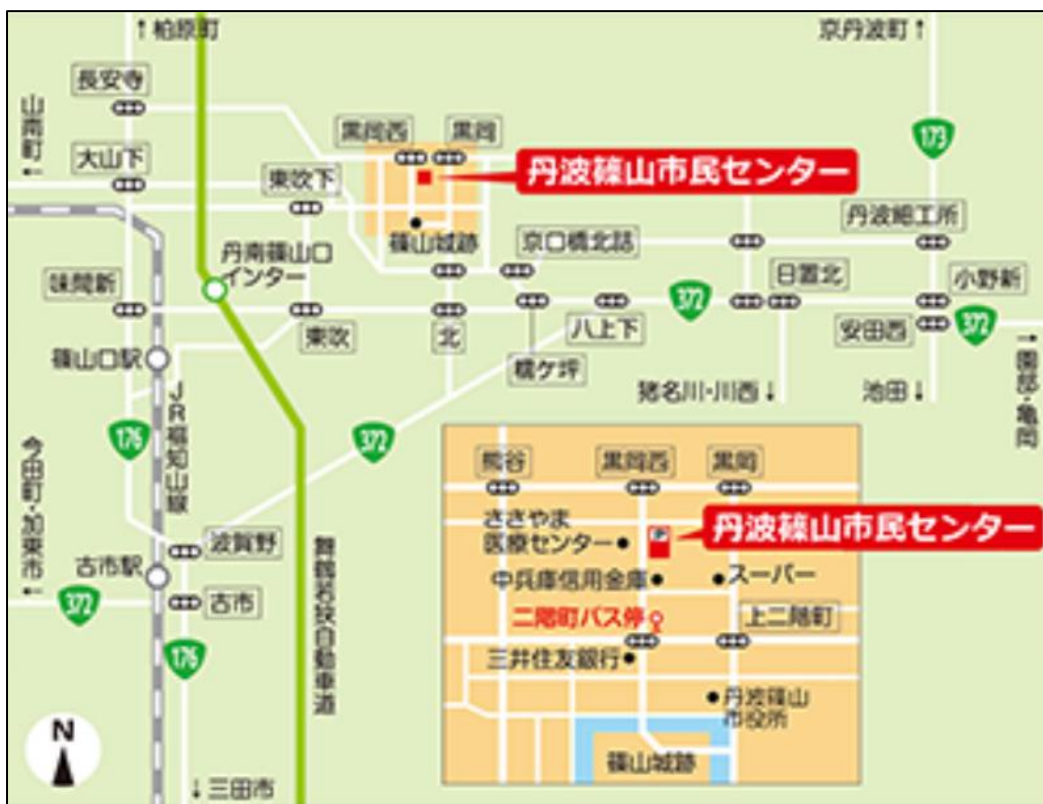 ↑柏原町
京丹波町↑
長安寺
山南町←
黒岡西
黒岡
173
大山下
丹波篠山市民センター
東吹下
丹波細工所
篠山城跡
京口橋北詰
丹南篠山口
インター
日置北
小野新
味間新
372
372
東吹
北
八上下
安田西
篠山口駅
糯ケ坪
→園部・亀岡
猪名川・川西↓
池田↓
JR福知山線
176
372
今田町・加東市←
熊谷
黒岡西
黒岡
ささやま
医療センター
P
丹波篠山市民センター
波賀野
舞鶴若狭自動車道
古市駅
中兵庫信用金庫
スーパー
372
古市
二階町バス停
上二階町
176
三井住友銀行
丹波篠山
市役所
N
篠山城跡
↓三田市